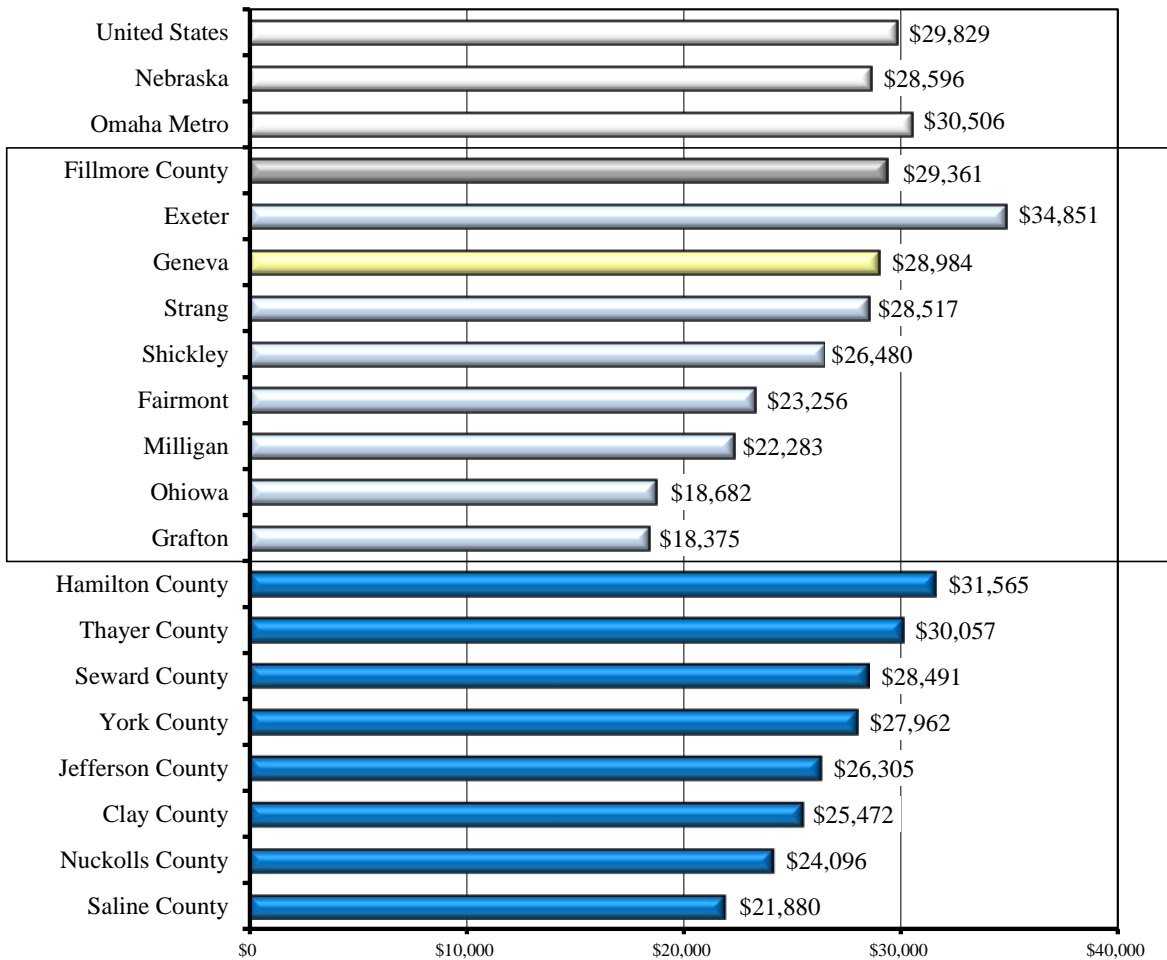 United States $29,829
Nebraska $28,596
Omaha Metro $30,506
Fillmore County $29,361
Exeter $34,851
Geneva $28,984
Strang $28,517
Shickley $26,480
Fairmont $23,256
Milligan $22,283
Ohiowa $18,682
Grafton $18,375
Hamilton County $31,565
Thayer County $30,057
Seward County $28,491
York County $27,962
Jefferson County $26,305
Clay County $25,472
Nuckolls County $24,096
Saline County $21,880
$0 $10,000 $20,000 $30,000 $40,000